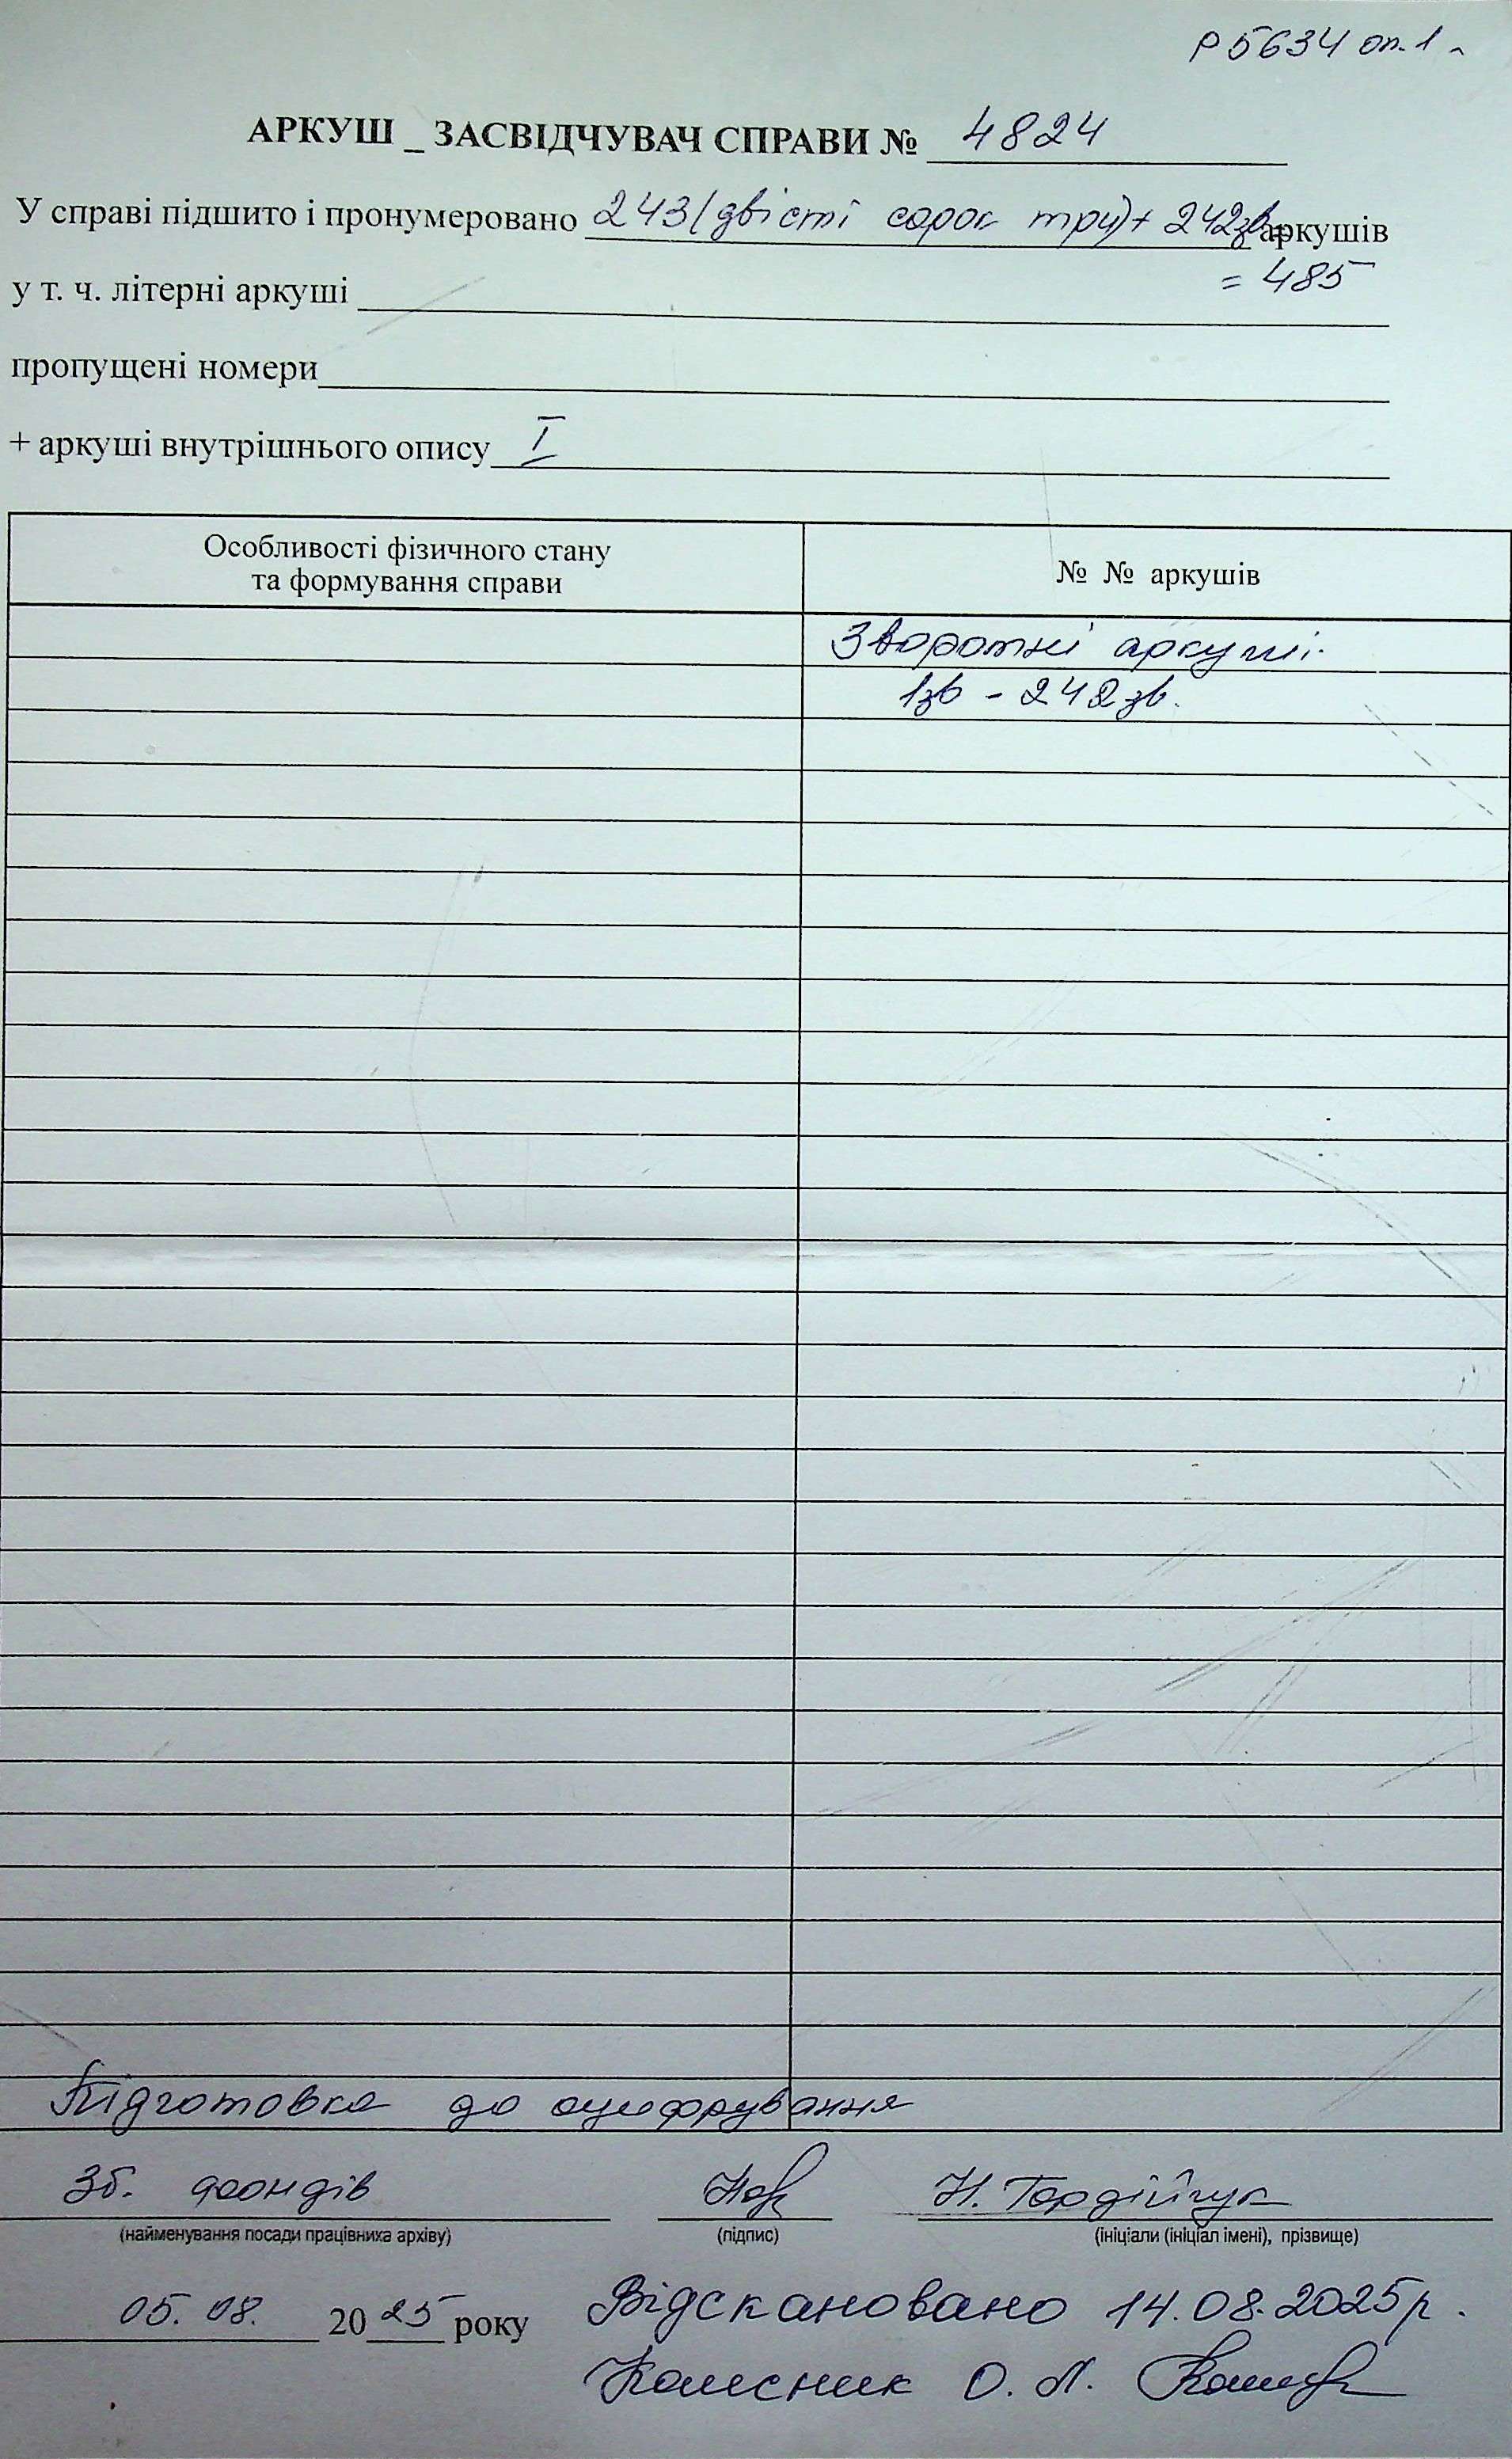 Р 5634 оп. 1
АРКУШ _ ЗАСВІДЧУВАЧ СПРАВИ № 4824
У справі підшито і пронумеровано 243 (двісті сорок три) + 242зв. аркушів
= 485
у т. ч. літерні аркуші
пропущені номери
+ аркуші внутрішнього опису I
Особливості фізичного стану
та формування справи
№ № аркушів
Зворотні аркуші:
1зв - 242зв.
Підготовка до оцифрування
Зб. фондів
Н. Гордійчук
(найменування посади працівника архіву) (підпис) (ініціали (ініціал імені), прізвище)
05. 08. 2025 року
Відскановано 14.08.2025р.
Колесник О. Л.